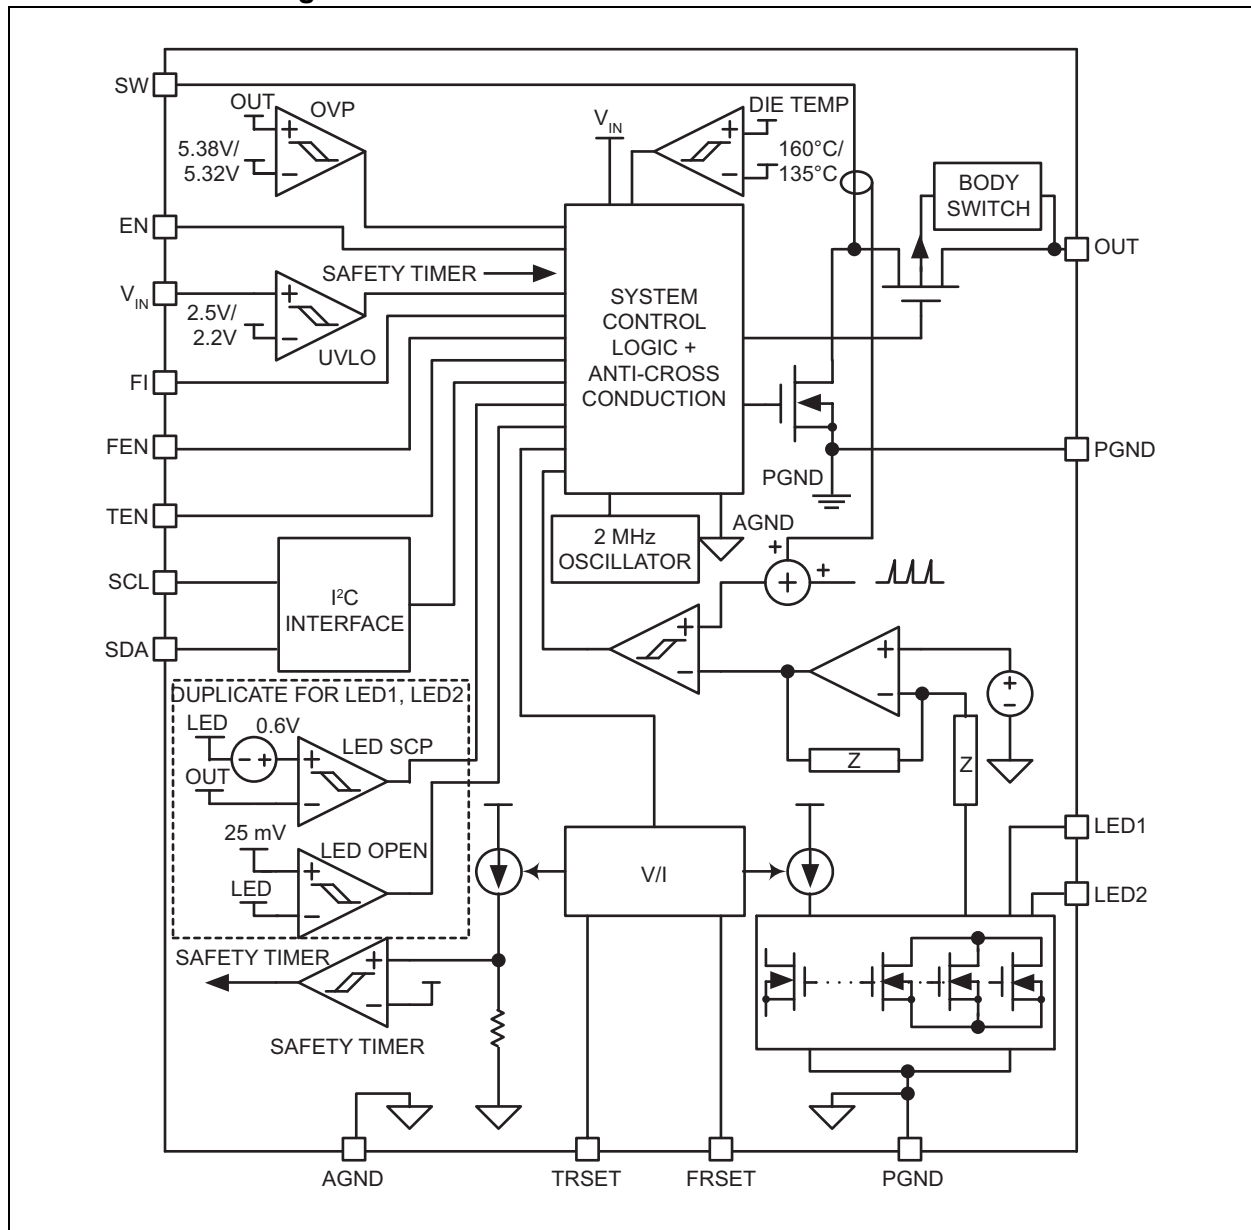 SW
OUT
OVP
+
5.38V/
5.32V
−
V_IN
DIE TEMP
+
160°C/
135°C
−
BODY
SWITCH
OUT
EN
SAFETY TIMER
V_IN
+
2.5V/
2.2V
−
UVLO
SYSTEM
CONTROL
LOGIC +
ANTI-CROSS
CONDUCTION
FI
FEN
PGND
PGND
TEN
2 MHz
OSCILLATOR
AGND
+
+
+
SCL
I²C
INTERFACE
SDA
+
−
+
−
+
-
DUPLICATE FOR LED1, LED2
LED
0.6V
- +
LED SCP
+
OUT
−
Z
Z
25 mV
LED OPEN
+
LED
−
V/I
LED1
LED2
SAFETY TIMER
+
−
SAFETY TIMER
AGND
TRSET
FRSET
PGND